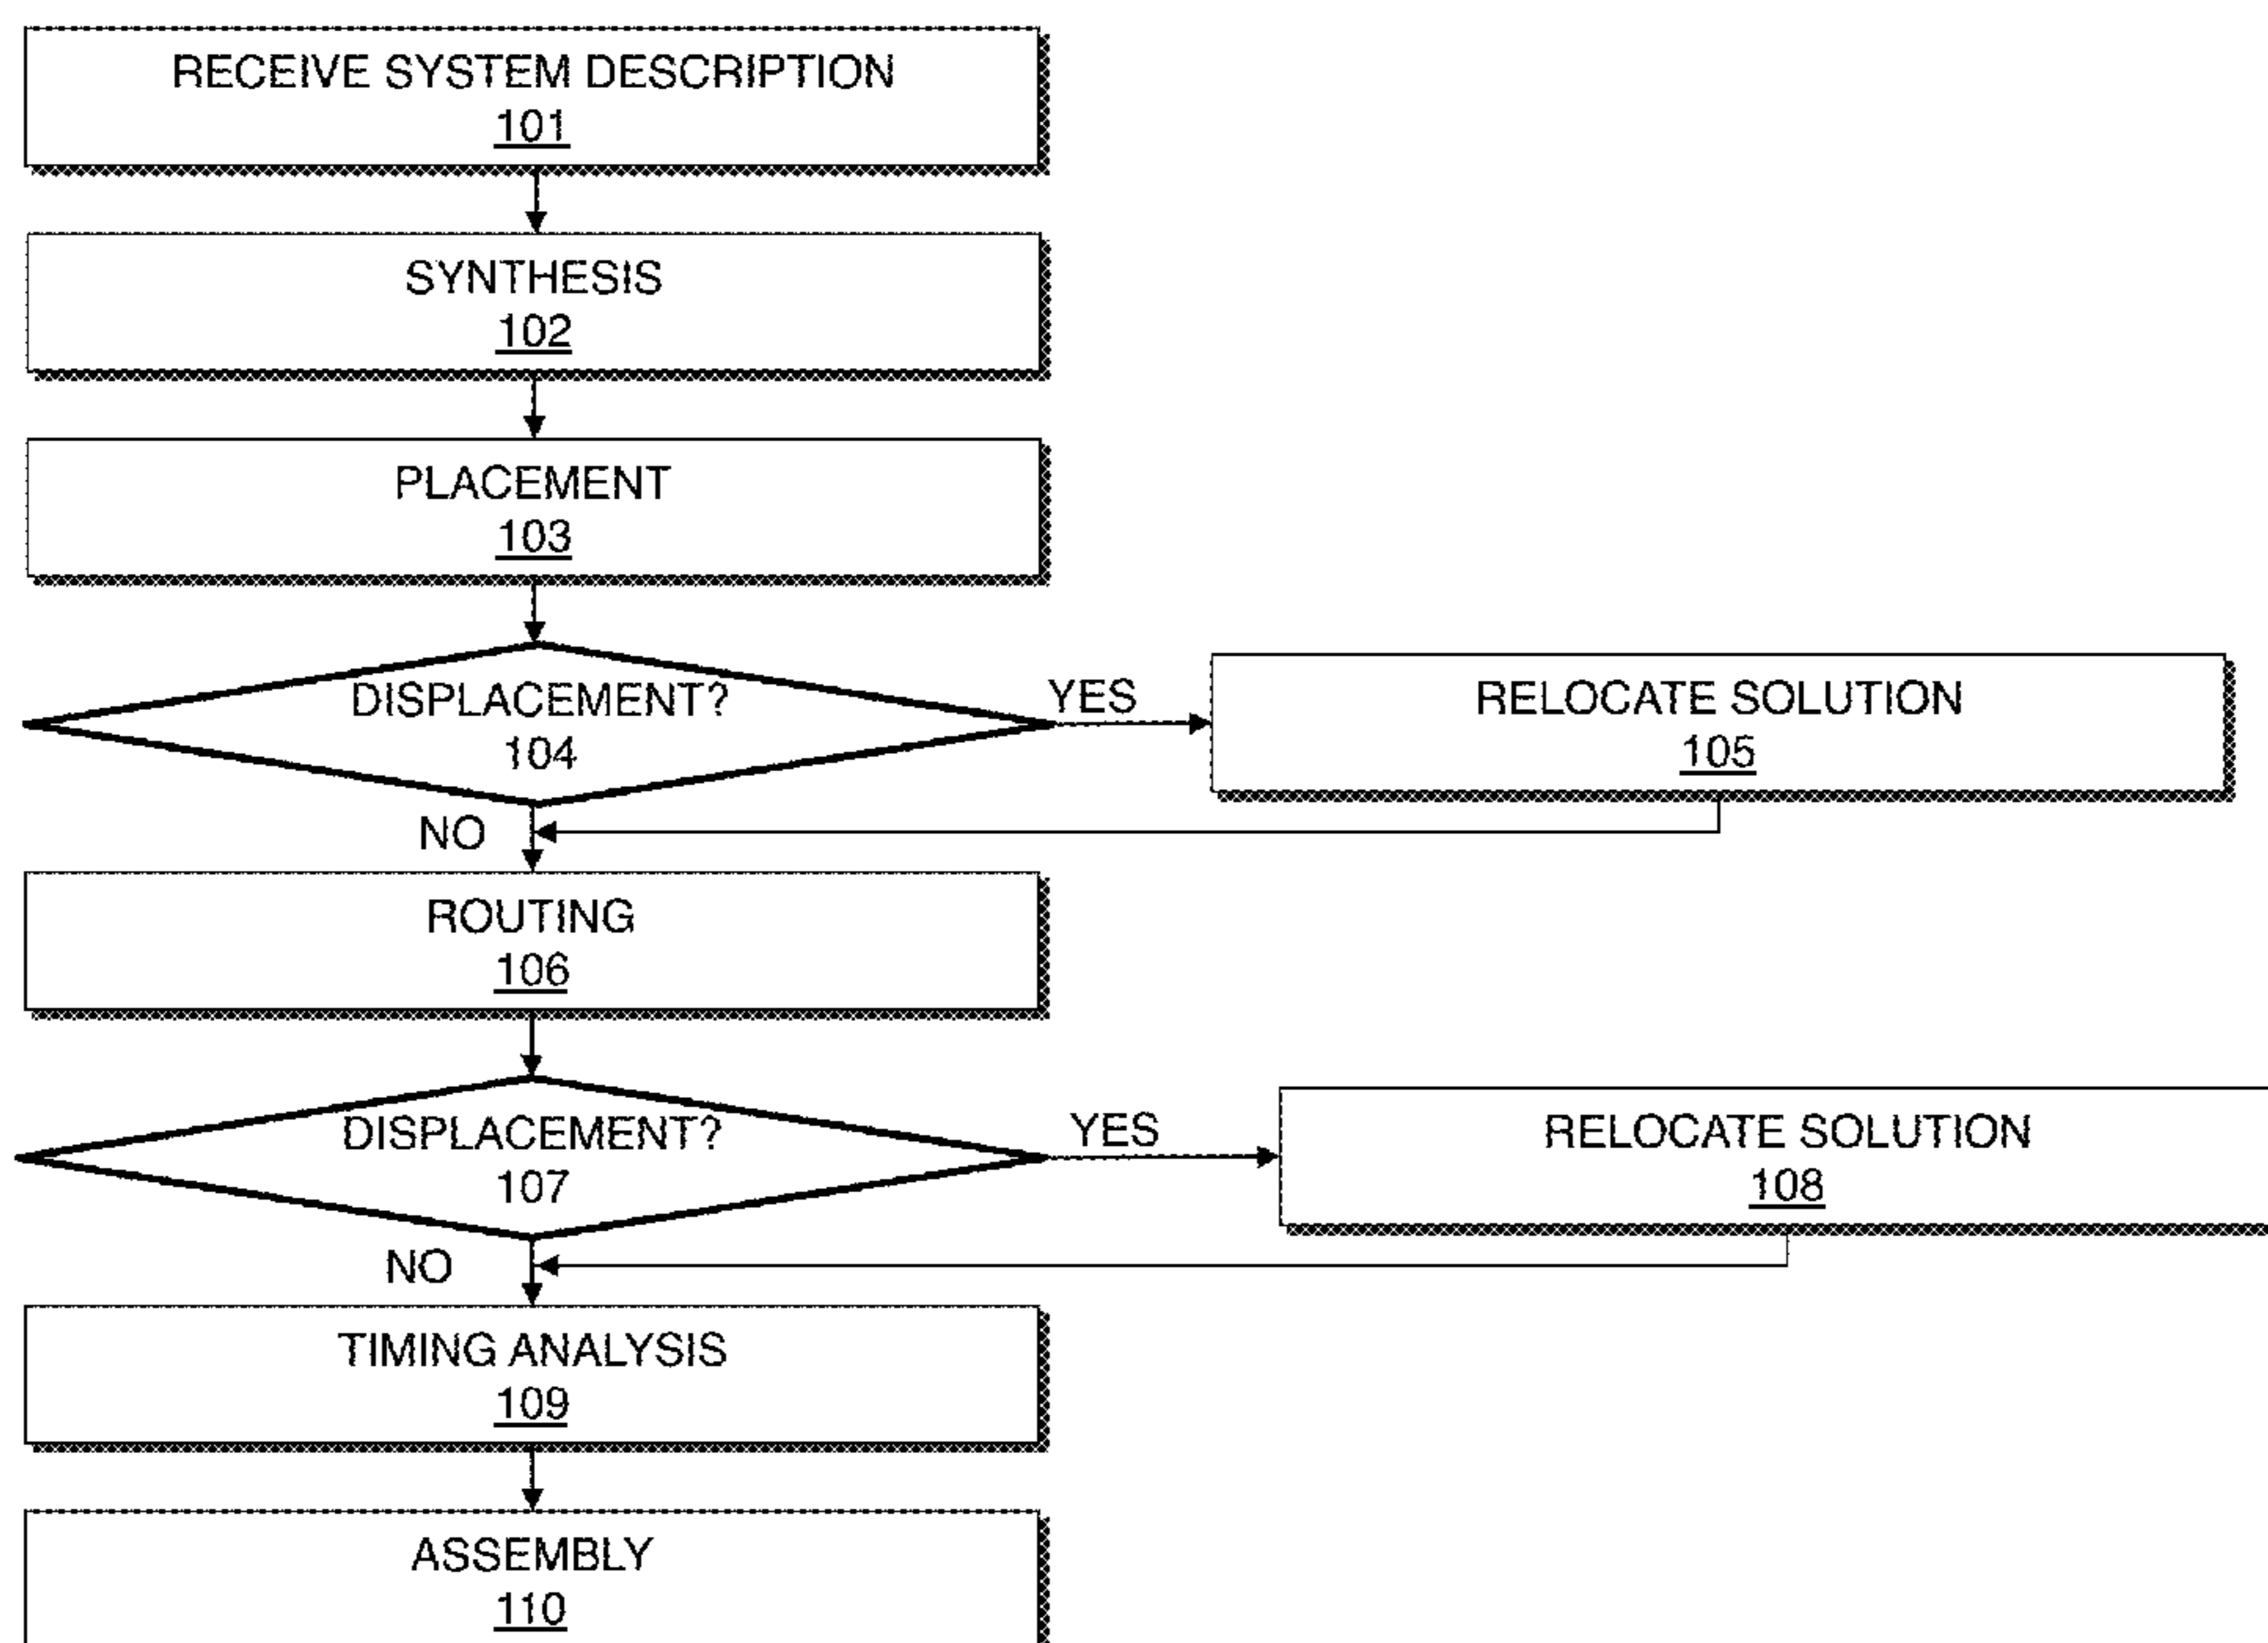 RECEIVE SYSTEM DESCRIPTION
101
SYNTHESIS
102
PLACEMENT
103
DISPLACEMENT?
104
YES
RELOCATE SOLUTION
105
NO
ROUTING
106
DISPLACEMENT?
107
YES
RELOCATE SOLUTION
108
NO
TIMING ANALYSIS
109
ASSEMBLY
110